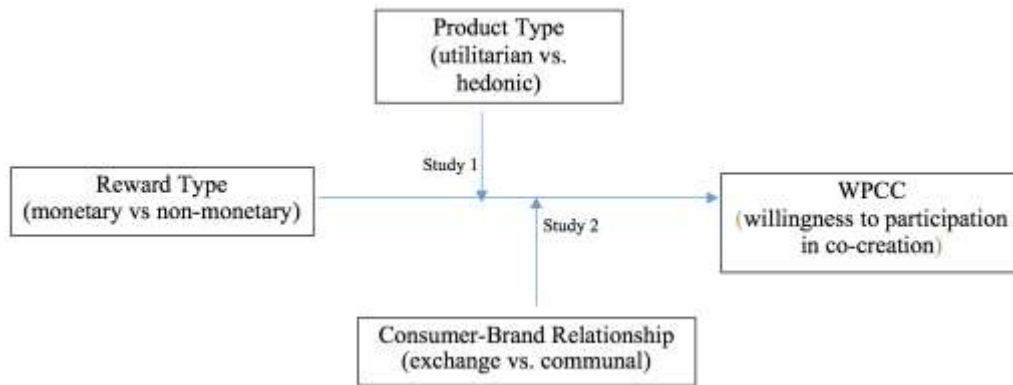 Product Type
(utilitarian vs.
hedonic)
Study 1
Reward Type
(monetary vs non-monetary)
WPCC
(willingness to participation
in co-creation)
Study 2
Consumer-Brand Relationship
(exchange vs. communal)